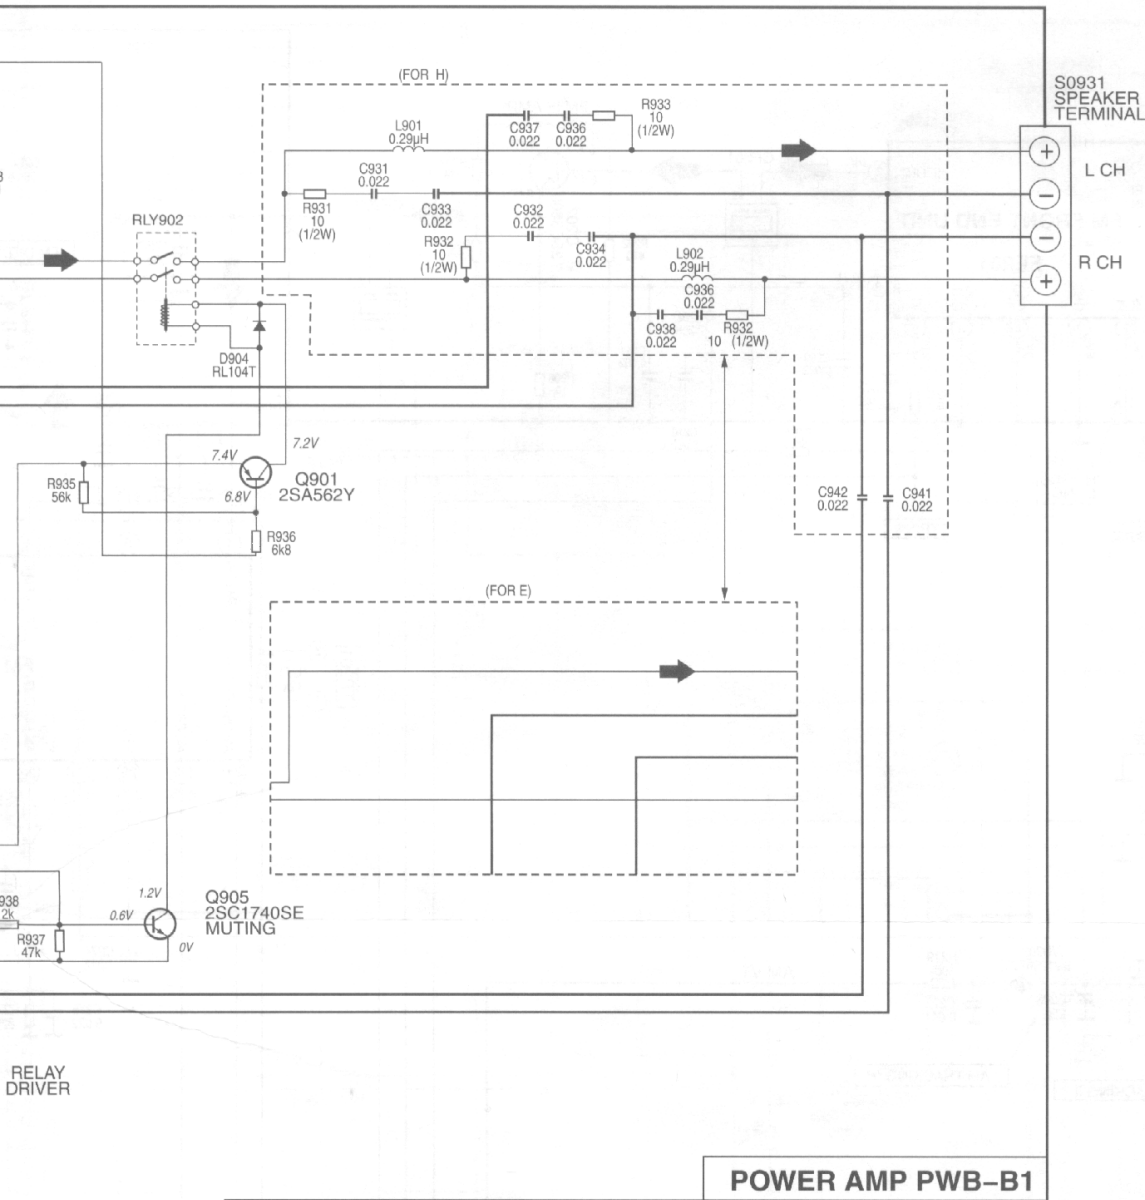 (FOR H)
S0931
SPEAKER
TERMINAL
R933
10
(1/2W)
L901
0.29µH
C937
0.022
C936
0.022
+
L CH
C931
0.022
−
R931
10
(1/2W)
C933
0.022
C932
0.022
RLY902
R932
10
(1/2W)
C934
0.022
L902
0.29µH
−
R CH
C936
0.022
+
C938
0.022
R932
10 (1/2W)
D904
RL104T
7.2V
7.4V
Q901
2SA562Y
R935
56k
6.8V
C942
0.022
C941
0.022
R936
6k8
(FOR E)
1.2V
Q905
2SC1740SE
MUTING
938
2k
0.6V
R937
47k
0V
RELAY
DRIVER
POWER AMP PWB–B1